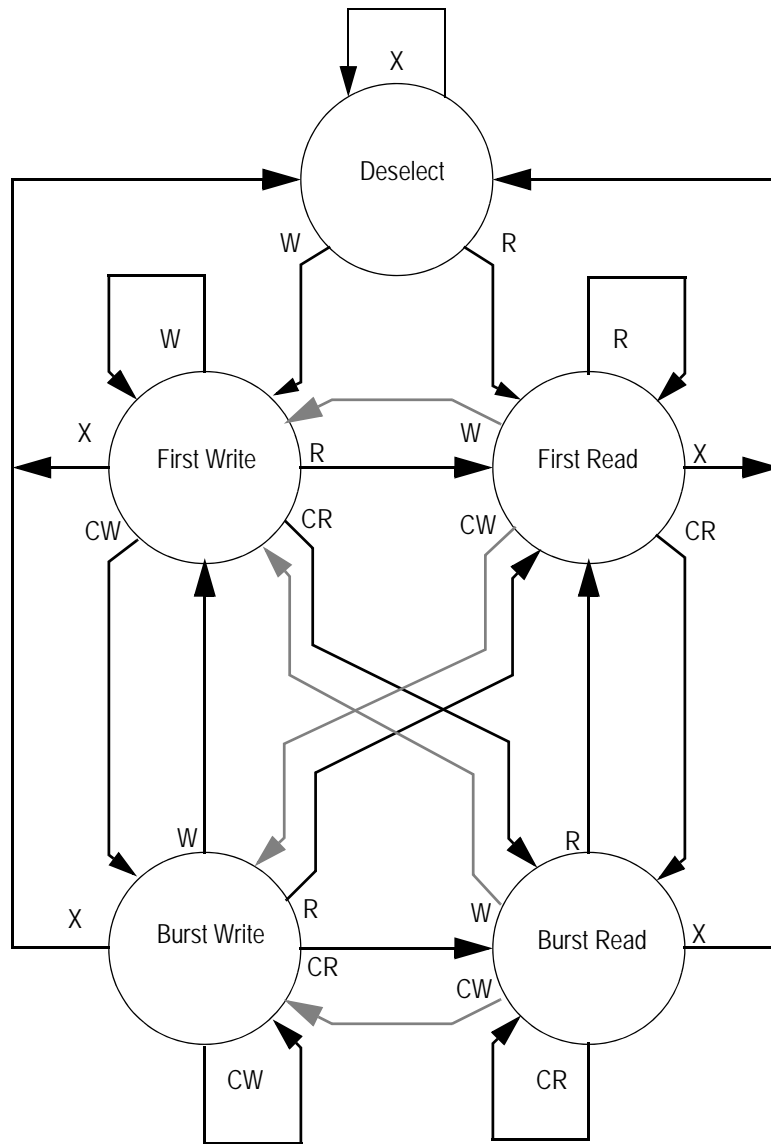 X
Deselect
W
R
W
R
X
W
First Write
R
First Read
X
CW
CR
CW
CR
W
R
X
R
W
Burst Write
Burst Read
X
CR
CW
CW
CR